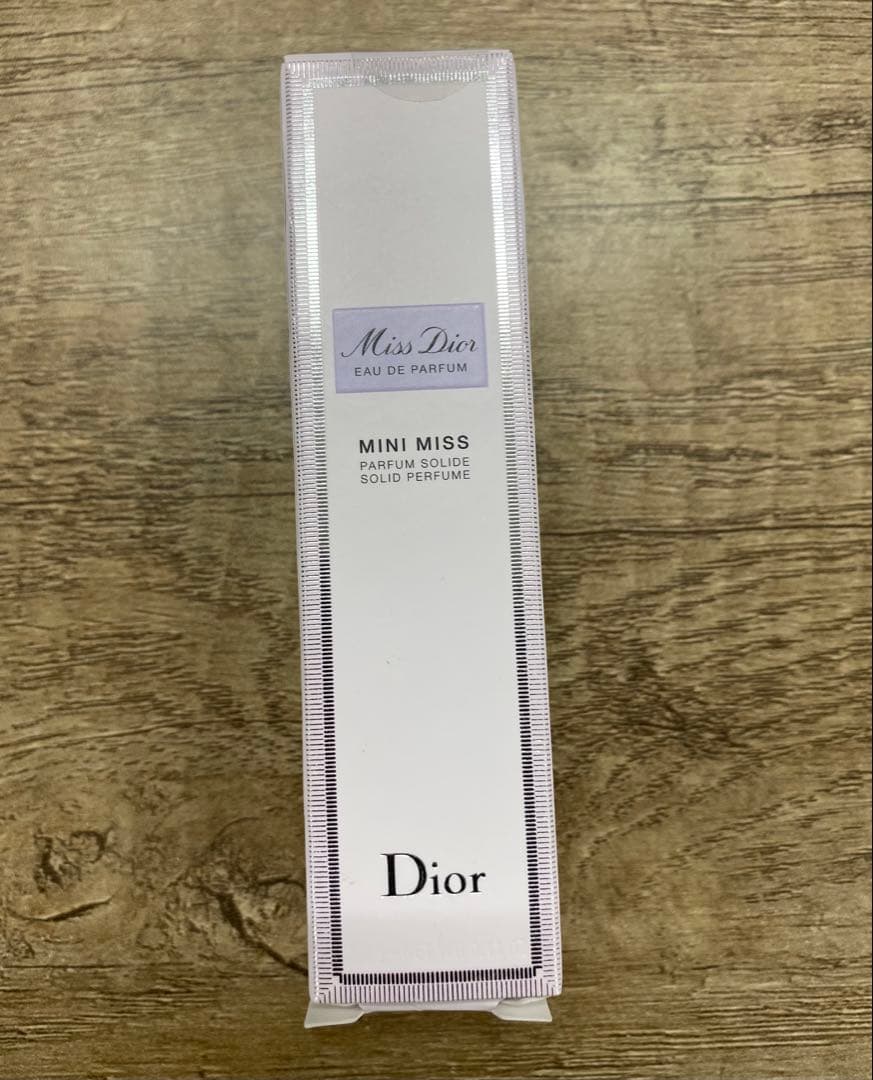 Miss Dior
EAU DE PARFUM
MINI MISS
PARFUM SOLIDE
SOLID PERFUME
Dior